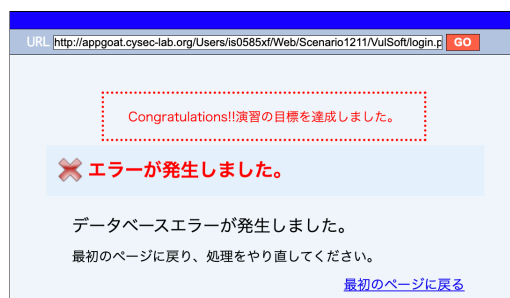 URL http://appgoat.cysec-lab.org/Users/is0585xf/Web/Scenario1211/VulSoft/login.p GO
Congratulations!!演習の目標を達成しました。
エラーが発生しました。
データベースエラーが発生しました。
最初のページに戻り、処理をやり直してください。
最初のページに戻る